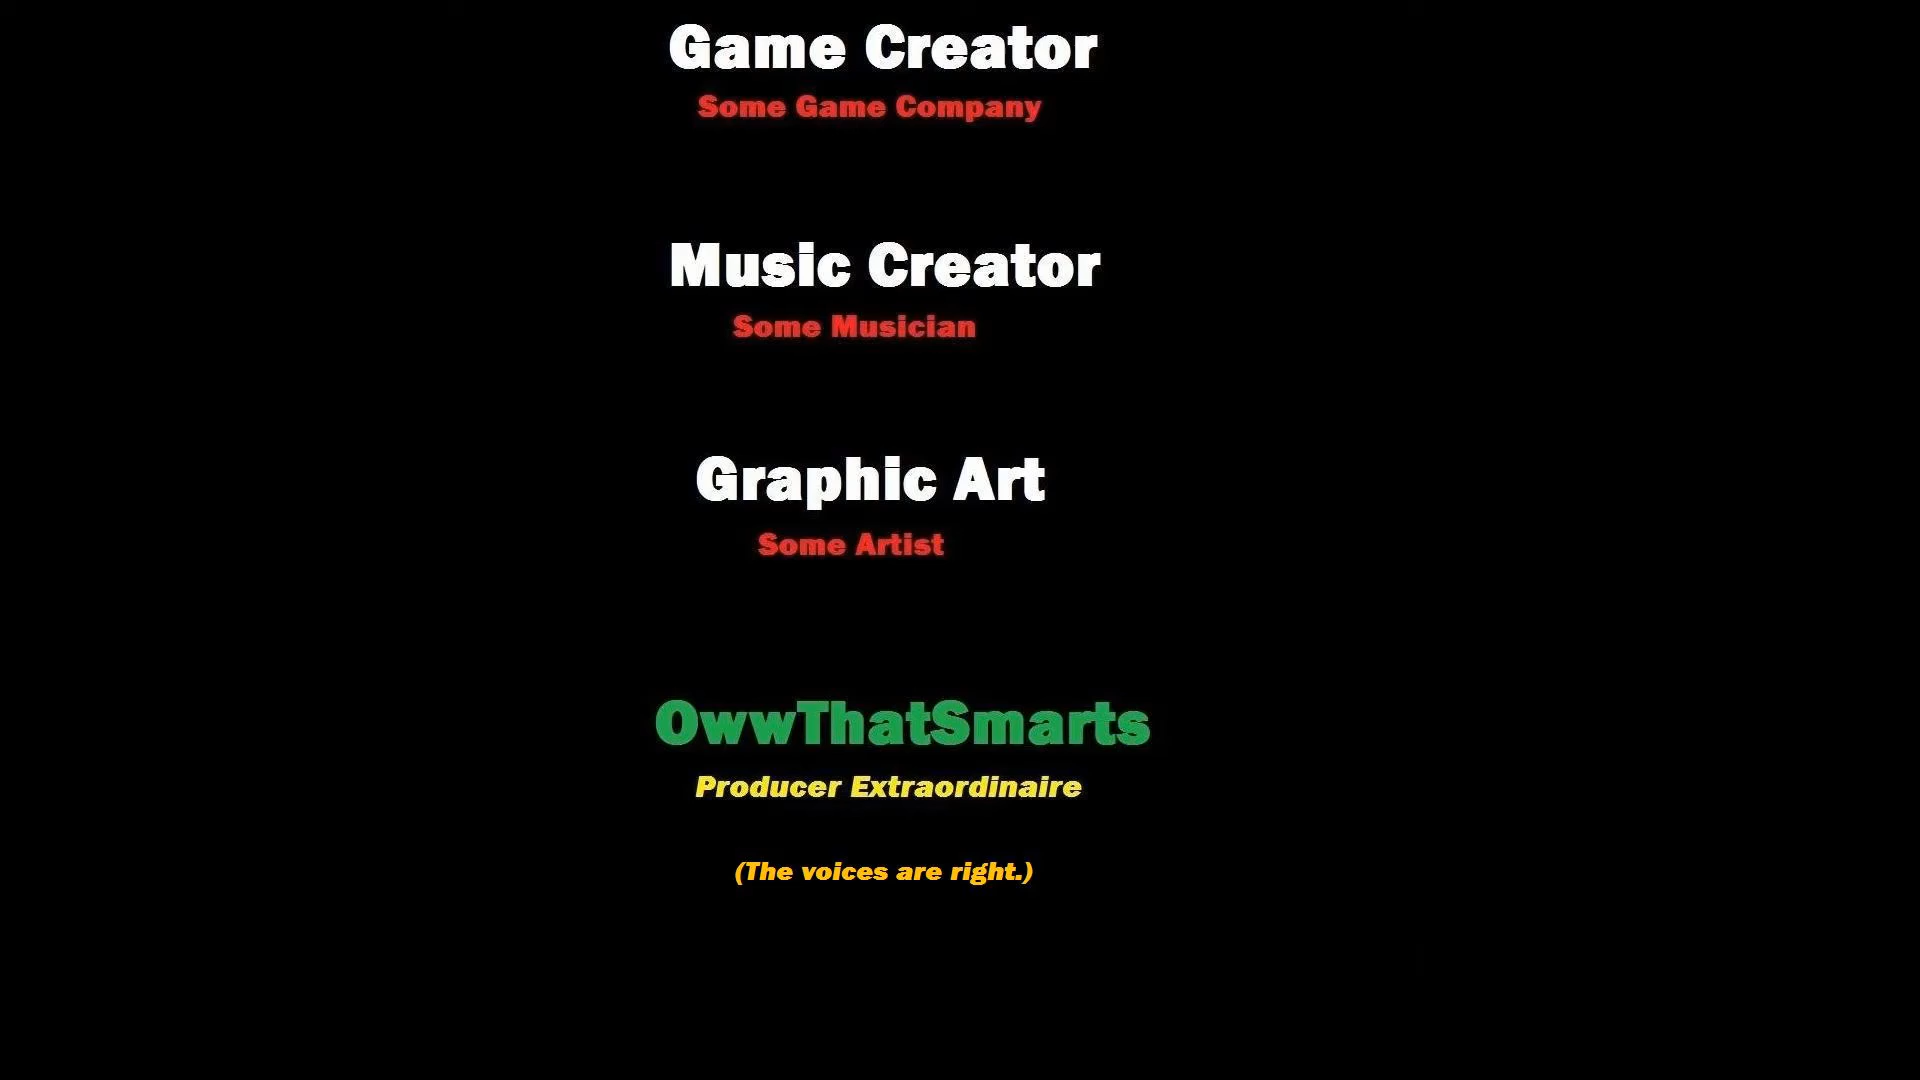 Game Creator
Some Game Company
Music Creator
Some Musician
Graphic Art
Some Artist
OwwThatSmarts
Producer Extraordinaire
(The voices are right.)